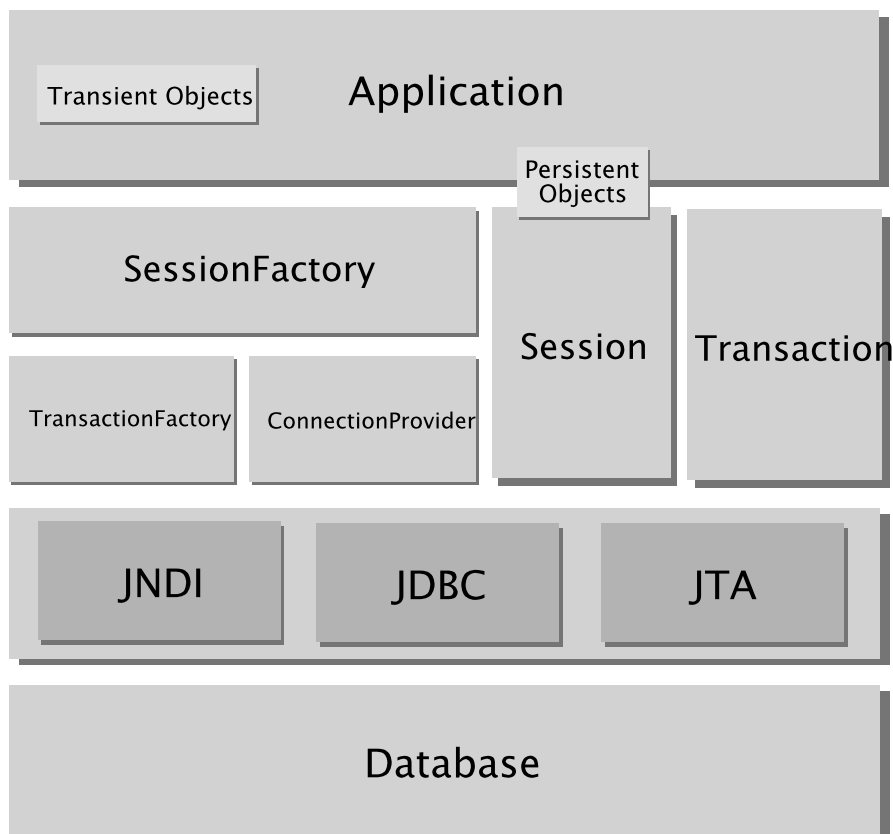 Transient Objects
Application
Persistent
Objects
SessionFactory
Session
Transaction
TransactionFactory
ConnectionProvider
JNDI
JDBC
JTA
Database